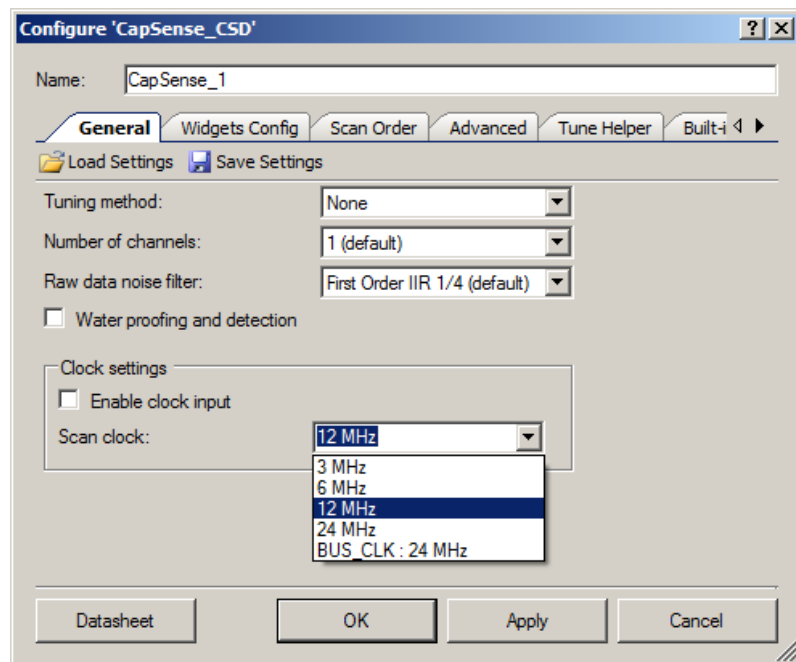 Configure 'CapSense_CSD'
Name: CapSense_1
General Widgets Config Scan Order Advanced Tune Helper Built-i
Load Settings Save Settings
Tuning method: None
Number of channels: 1 (default)
Raw data noise filter: First Order IIR 1/4 (default)
Water proofing and detection
Clock settings
Enable clock input
Scan clock: 12 MHz
3 MHz
6 MHz
12 MHz
24 MHz
BUS_CLK : 24 MHz
Datasheet OK Apply Cancel